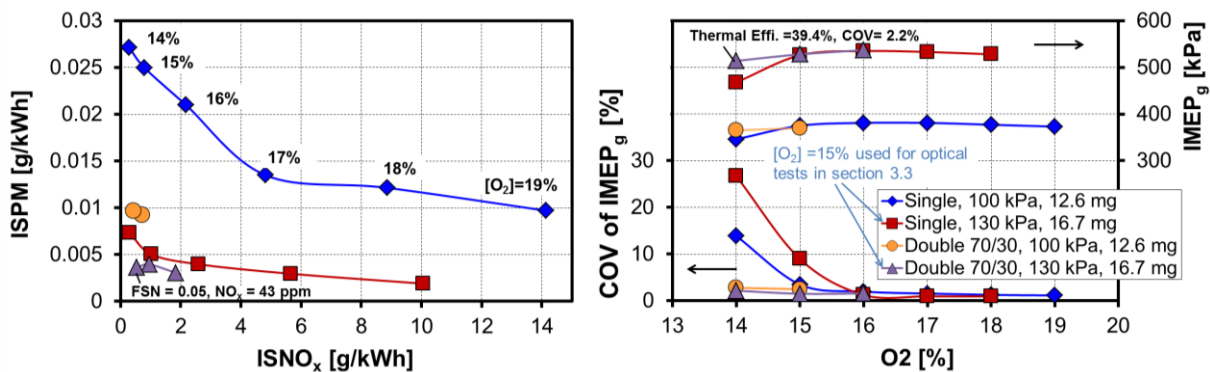 0.03
0.025
0.02
0.015
0.01
0.005
0
ISPM [g/kWh]
14%
15%
16%
17%
18%
[O₂]=19%
FSN = 0.05, NOₓ = 43 ppm
0 2 4 6 8 10 12 14
ISNOₓ [g/kWh]
Thermal Effi. =39.4%, COV= 2.2%
30
20
10
0
COV of IMEP_g [%]
600
500
400
300
IMEP_g [kPa]
[O₂] =15% used for optical
tests in section 3.3
Single, 100 kPa, 12.6 mg
Single, 130 kPa, 16.7 mg
Double 70/30, 100 kPa, 12.6 mg
Double 70/30, 130 kPa, 16.7 mg
13 14 15 16 17 18 19 20
O2 [%]